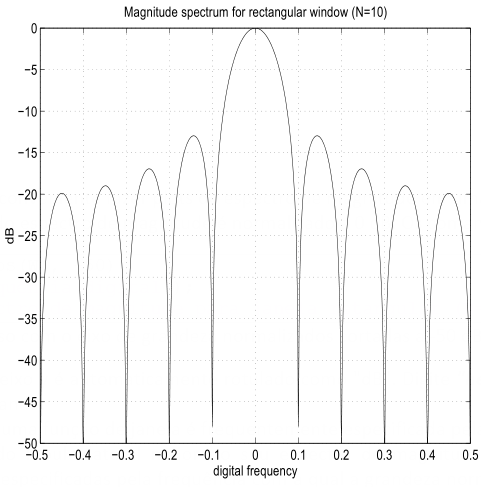 Magnitude spectrum for rectangular window (N=10)
0
−5
−10
−15
−20
−25
−30
−35
−40
−45
−50
dB
−0.5 −0.4 −0.3 −0.2 −0.1 0 0.1 0.2 0.3 0.4 0.5
digital frequency